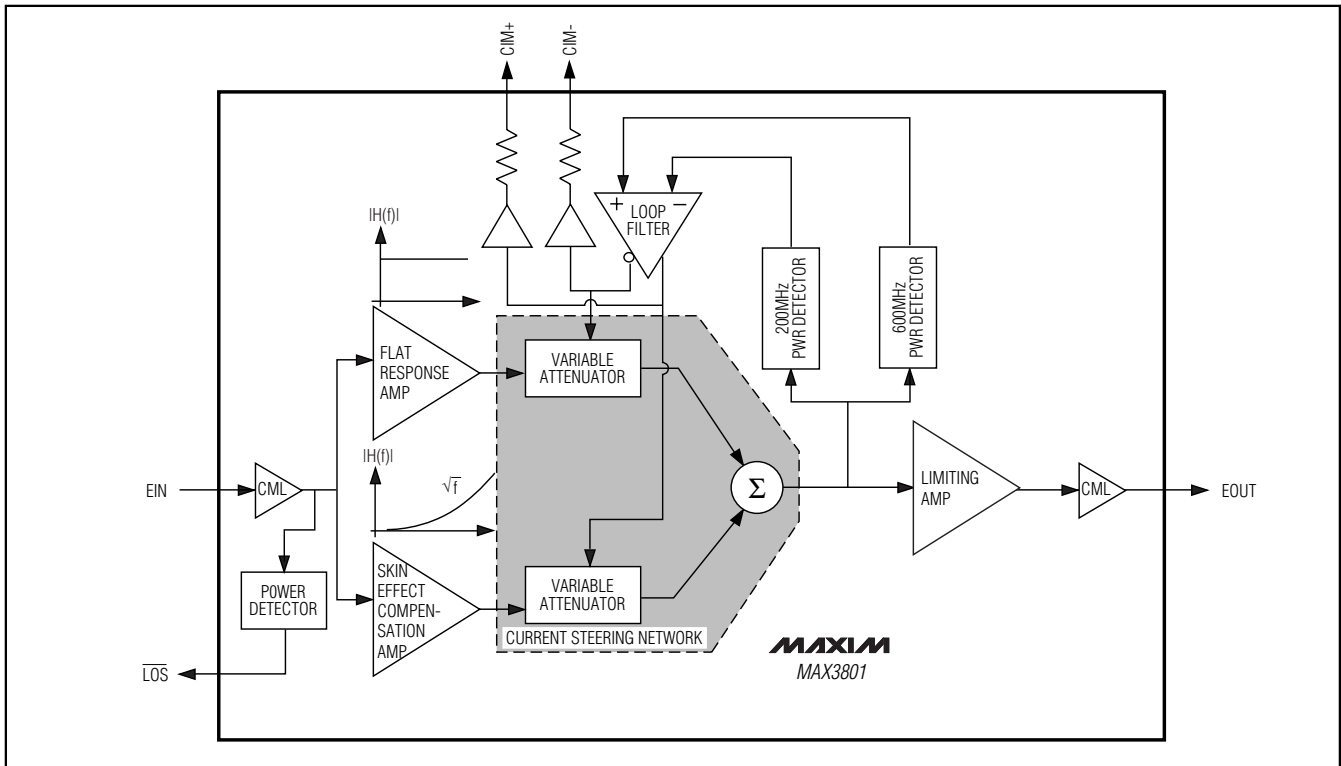 CIM+
CIM-
+
−
LOOP
FILTER
|H(f)|
200MHz
PWR DETECTOR
600MHz
PWR DETECTOR
FLAT
RESPONSE
AMP
VARIABLE
ATTENUATOR
|H(f)|
√f
EIN
CML
Σ
LIMITING
AMP
CML
EOUT
POWER
DETECTOR
SKIN
EFFECT
COMPEN-
SATION
AMP
VARIABLE
ATTENUATOR
CURRENT STEERING NETWORK
MAXIM
MAX3801
L̅O̅S̅